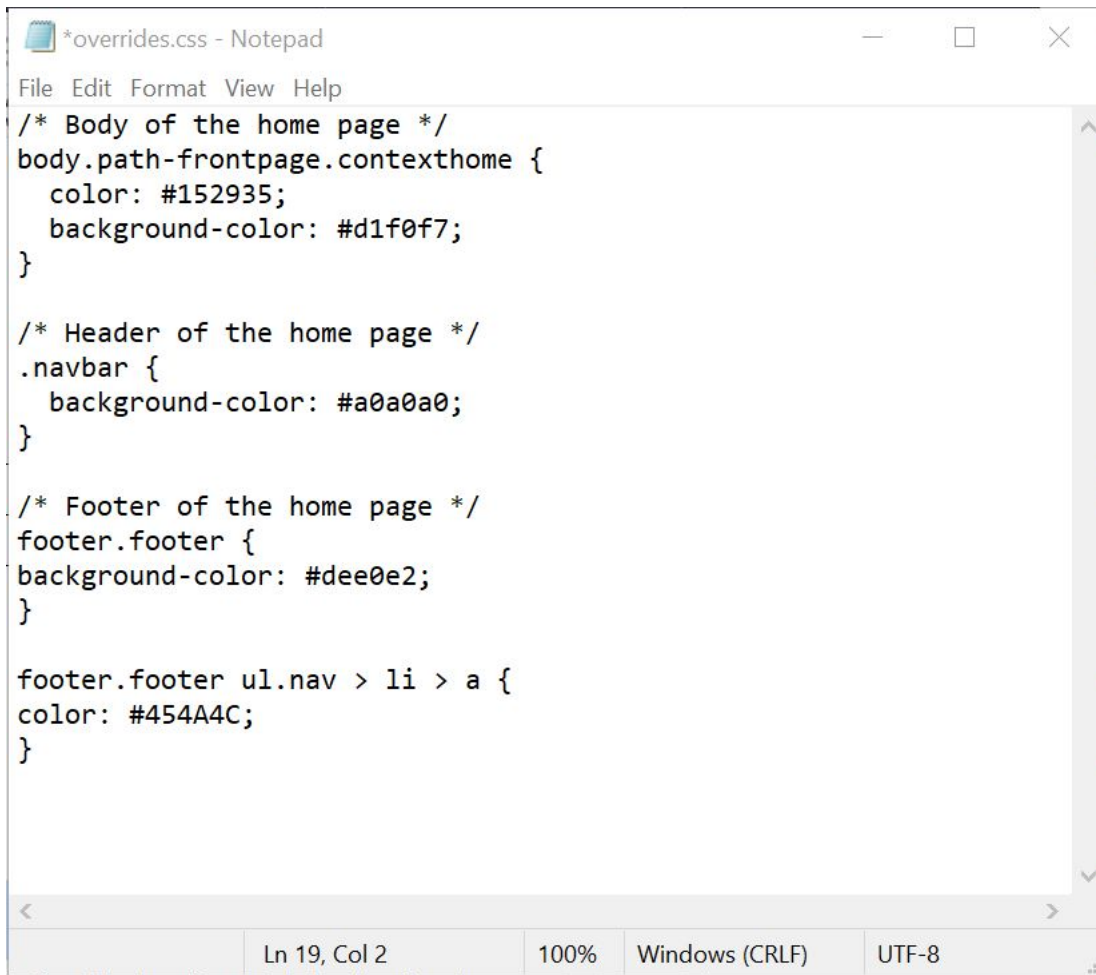 *overrides.css - Notepad
File Edit Format View Help
/* Body of the home page */
body.path-frontpage.contexthome {
  color: #152935;
  background-color: #d1f0f7;
}

/* Header of the home page */
.navbar {
  background-color: #a0a0a0;
}

/* Footer of the home page */
footer.footer {
background-color: #dee0e2;
}

footer.footer ul.nav > li > a {
color: #454A4C;
}
Ln 19, Col 2 100% Windows (CRLF) UTF-8